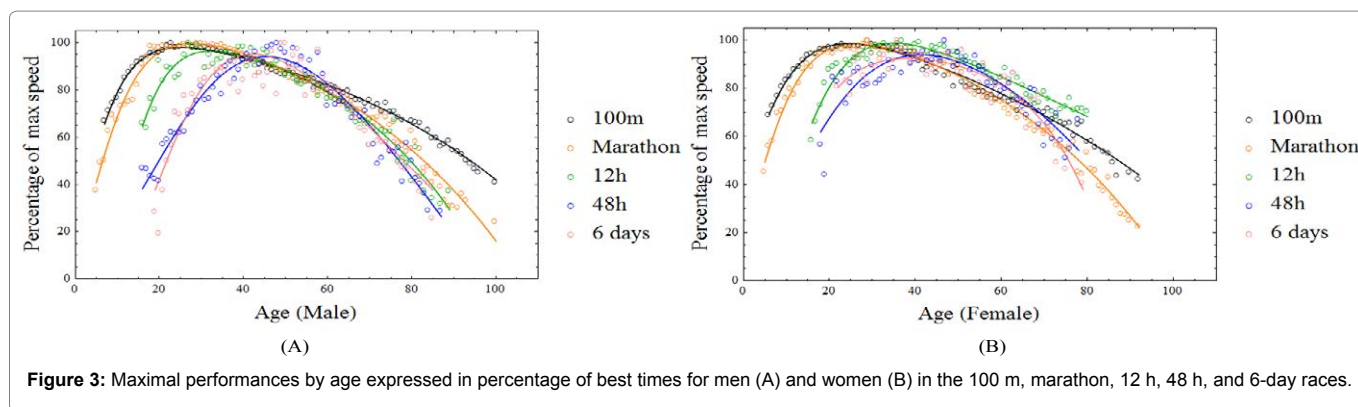 Percentage of max speed
100
80
60
40
20
0
0 20 40 60 80 100
Age (Male)
(A)
100m
Marathon
12h
48h
6 days
Percentage of max speed
100
80
60
40
20
0
0 20 40 60 80 100
Age (Female)
(B)
100m
Marathon
12h
48h
6 days
Figure 3: Maximal performances by age expressed in percentage of best times for men (A) and women (B) in the 100 m, marathon, 12 h, 48 h, and 6-day races.